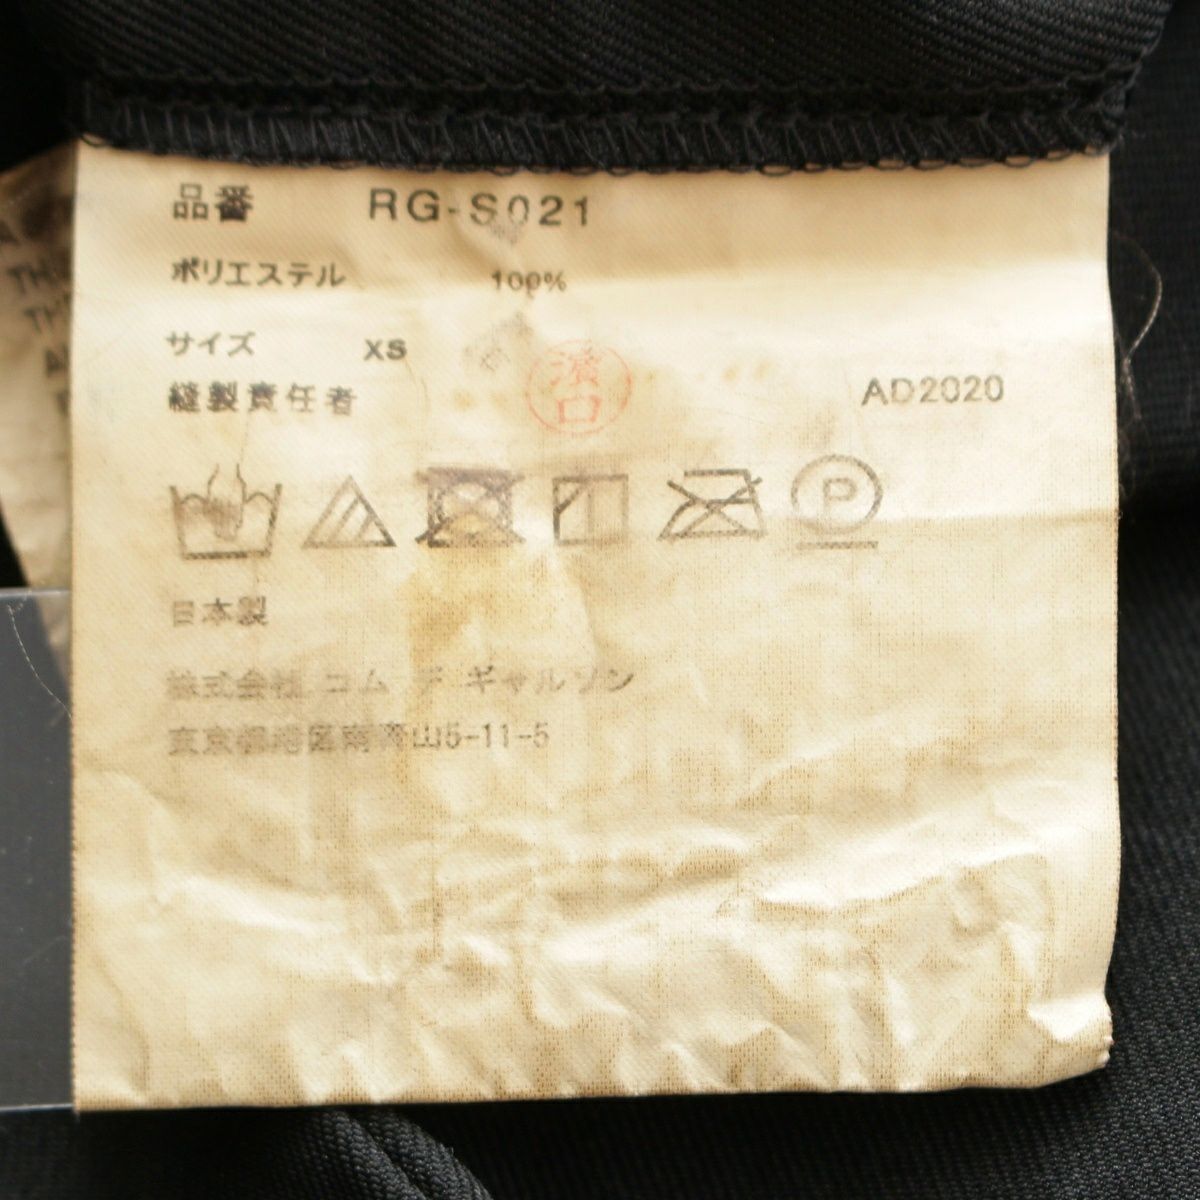 品番 RG-S021
ポリエステル 100%
サイズ XS
縫製責任者 濱口 AD2020
P
日本製
株式会社 コム デ ギャルソン
東京都港区南青山5-11-5